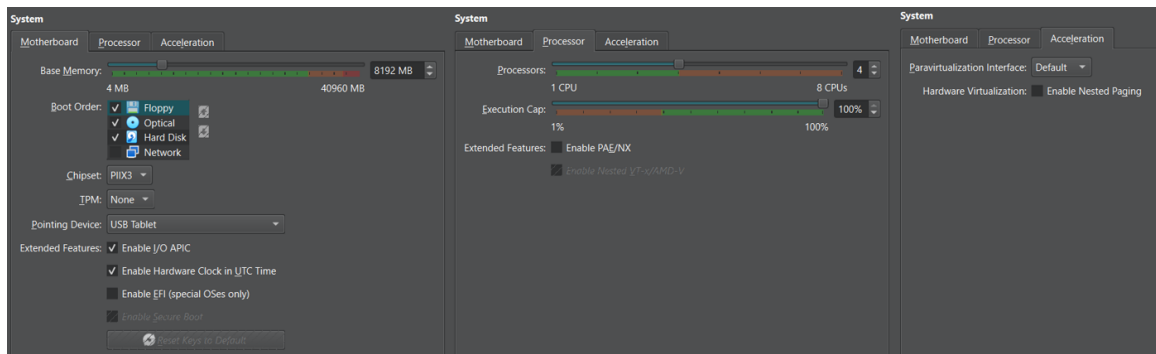 System
Motherboard Processor Acceleration
Base Memory: 8192 MB
4 MB 40960 MB
Boot Order: Floppy
Optical
Hard Disk
Network
Chipset: PIIX3
TPM: None
Pointing Device: USB Tablet
Extended Features: Enable I/O APIC
Enable Hardware Clock in UTC Time
Enable EFI (special OSes only)
Enable Secure Boot
Reset Keys to Default
System
Motherboard Processor Acceleration
Processors: 4
1 CPU 8 CPUs
Execution Cap: 100%
1% 100%
Extended Features: Enable PAE/NX
Enable Nested VT-x/AMD-V
System
Motherboard Processor Acceleration
Paravirtualization Interface: Default
Hardware Virtualization: Enable Nested Paging